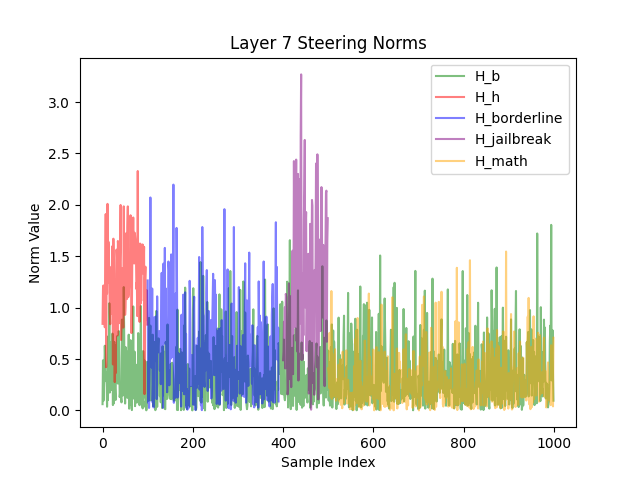 Layer 7 Steering Norms
H_b
H_h
H_borderline
H_jailbreak
H_math
Norm Value
3.0
2.5
2.0
1.5
1.0
0.5
0.0
0
200
400
600
800
1000
Sample Index